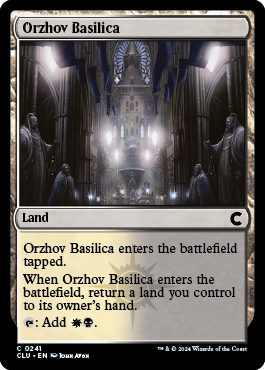 Orzhov Basilica
Land
Orzhov Basilica enters the battlefield
tapped.
When Orzhov Basilica enters the
battlefield, return a land you control
to its owner's hand.
: Add .
C 0241
CLU • EN John Avon
™ & © 2024 Wizards of the Coast